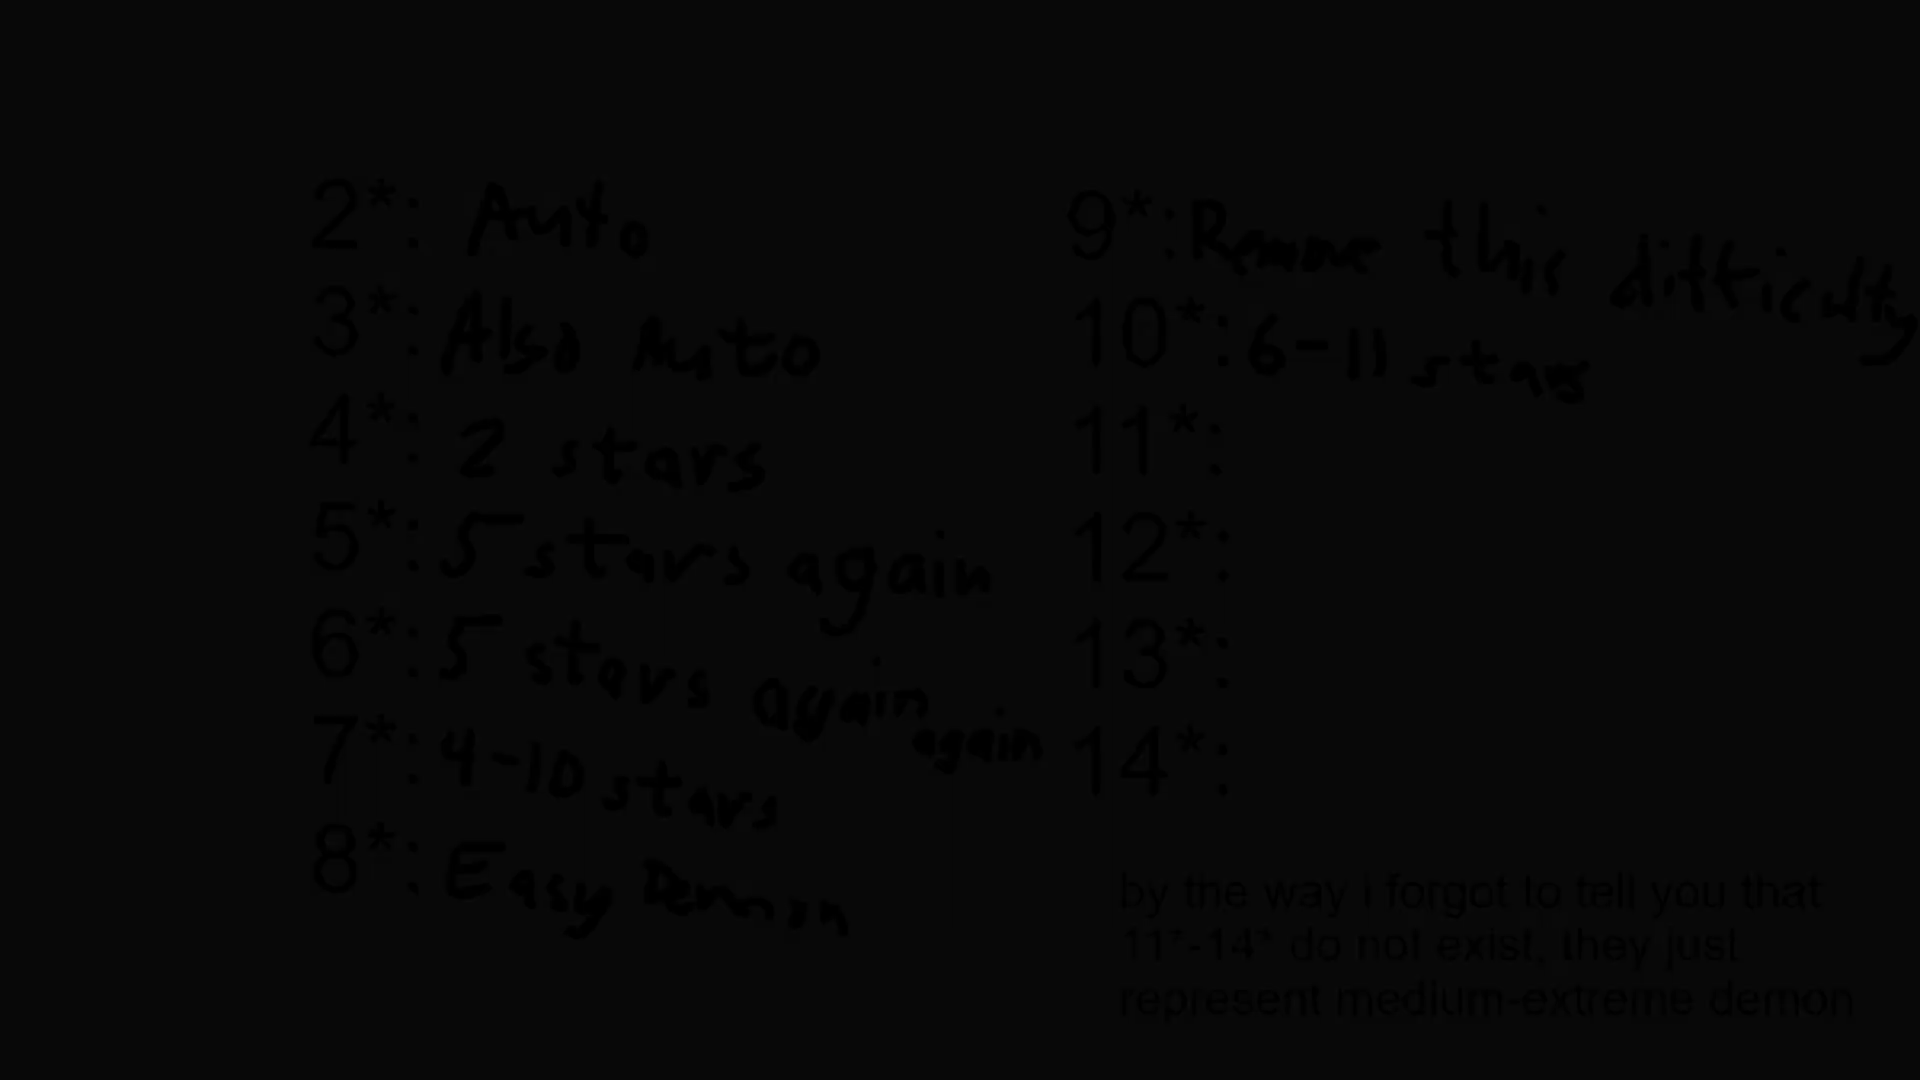 2*: Auto
3*: Also Auto
4*: 2 stars
5*: 5 stars again
6*: 5 stars again again
7*: 4-10 stars
8*: Easy Demon
9*: Remove this difficulty
10*: 6-11 stars
11*:
12*:
13*:
14*:
by the way i forgot to tell you that
11*-14* do not exist, they just
represent medium-extreme demon